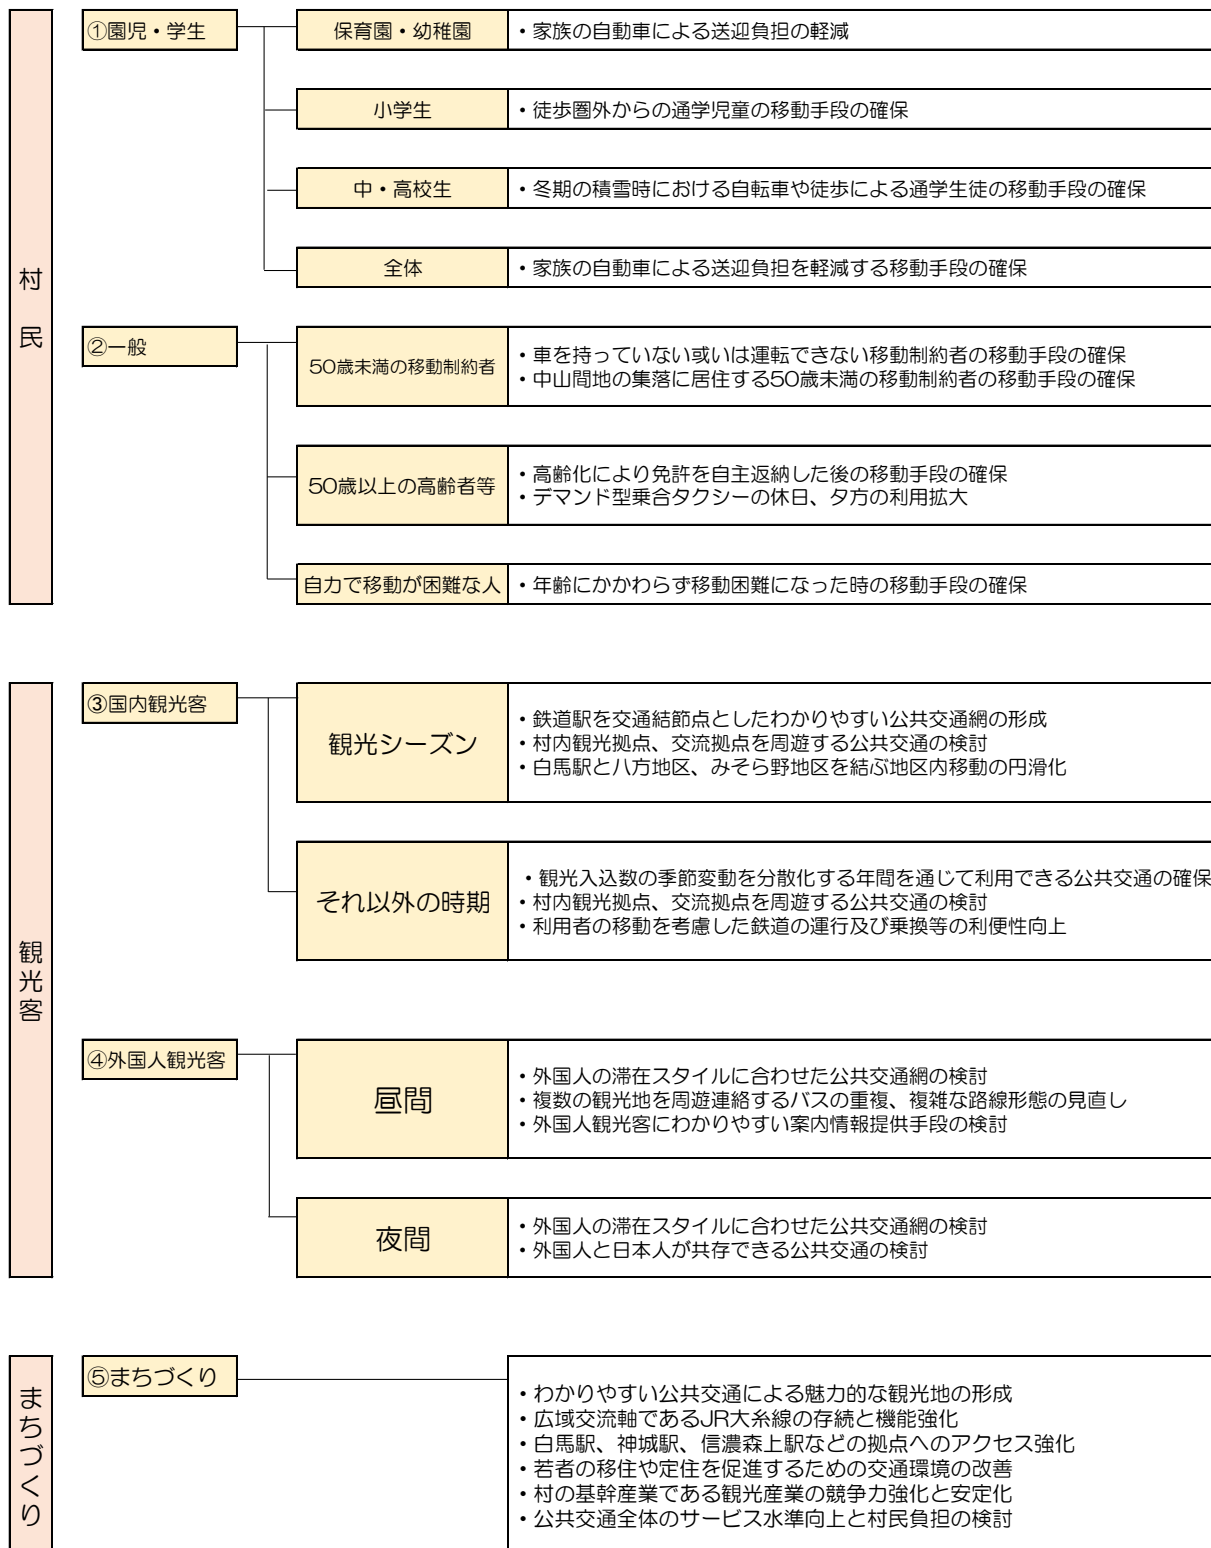 村民
①園児・学生
保育園・幼稚園
・家族の自動車による送迎負担の軽減
小学生
・徒歩圏外からの通学児童の移動手段の確保
中・高校生
・冬期の積雪時における自転車や徒歩による通学生徒の移動手段の確保
全体
・家族の自動車による送迎負担を軽減する移動手段の確保
②一般
50歳未満の移動制約者
・車を持っていない或いは運転できない移動制約者の移動手段の確保
・中山間地の集落に居住する50歳未満の移動制約者の移動手段の確保
50歳以上の高齢者等
・高齢化により免許を自主返納した後の移動手段の確保
・デマンド型乗合タクシーの休日、夕方の利用拡大
自力で移動が困難な人
・年齢にかかわらず移動困難になった時の移動手段の確保
観光客
③国内観光客
観光シーズン
・鉄道駅を交通結節点としたわかりやすい公共交通網の形成
・村内観光拠点、交流拠点を周遊する公共交通の検討
・白馬駅と八方地区、みそら野地区を結ぶ地区内移動の円滑化
それ以外の時期
・観光入込数の季節変動を分散化する年間を通じて利用できる公共交通の確保
・村内観光拠点、交流拠点を周遊する公共交通の検討
・利用者の移動を考慮した鉄道の運行及び乗換等の利便性向上
④外国人観光客
昼間
・外国人の滞在スタイルに合わせた公共交通網の検討
・複数の観光地を周遊連絡するバスの重複、複雑な路線形態の見直し
・外国人観光客にわかりやすい案内情報提供手段の検討
夜間
・外国人の滞在スタイルに合わせた公共交通網の検討
・外国人と日本人が共存できる公共交通の検討
まちづくり
⑤まちづくり
・わかりやすい公共交通による魅力的な観光地の形成
・広域交流軸であるJR大糸線の存続と機能強化
・白馬駅、神城駅、信濃森上駅などの拠点へのアクセス強化
・若者の移住や定住を促進するための交通環境の改善
・村の基幹産業である観光産業の競争力強化と安定化
・公共交通全体のサービス水準向上と村民負担の検討